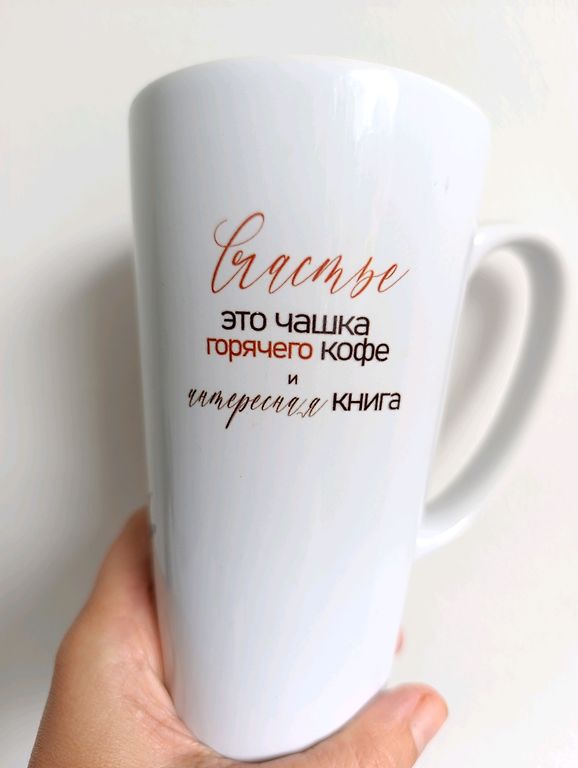 Счастье
это чашка
горячего кофе
и
интересная книга